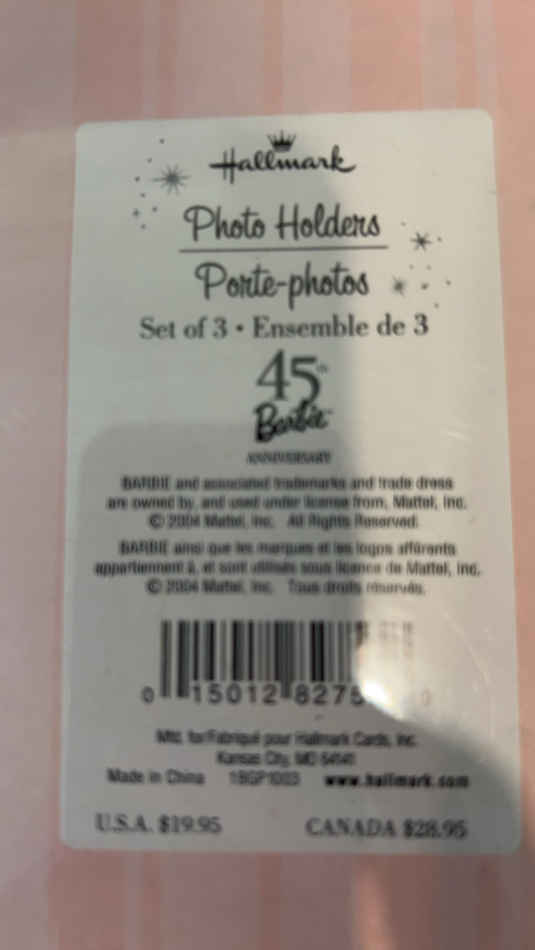 Hallmark
Photo Holders
Porte-photos
Set of 3 • Ensemble de 3
45th
Barbie™
ANNIVERSARY
BARBIE and associated trademarks and trade dress
are owned by, and used under license from, Mattel, Inc.
© 2004 Mattel, Inc. All Rights Reserved.
BARBIE ainsi que les marques et les logos afférents
appartiennent à, et sont utilisés sous licence de Mattel, Inc.
© 2004 Mattel, Inc. Tous droits réservés.
0 15012 8275
Mfd. for/Fabriqué pour Hallmark Cards, Inc.
Kansas City, MO 64141
Made in China 1BGP1003 www.hallmark.com
U.S.A. $19.95 CANADA $28.95